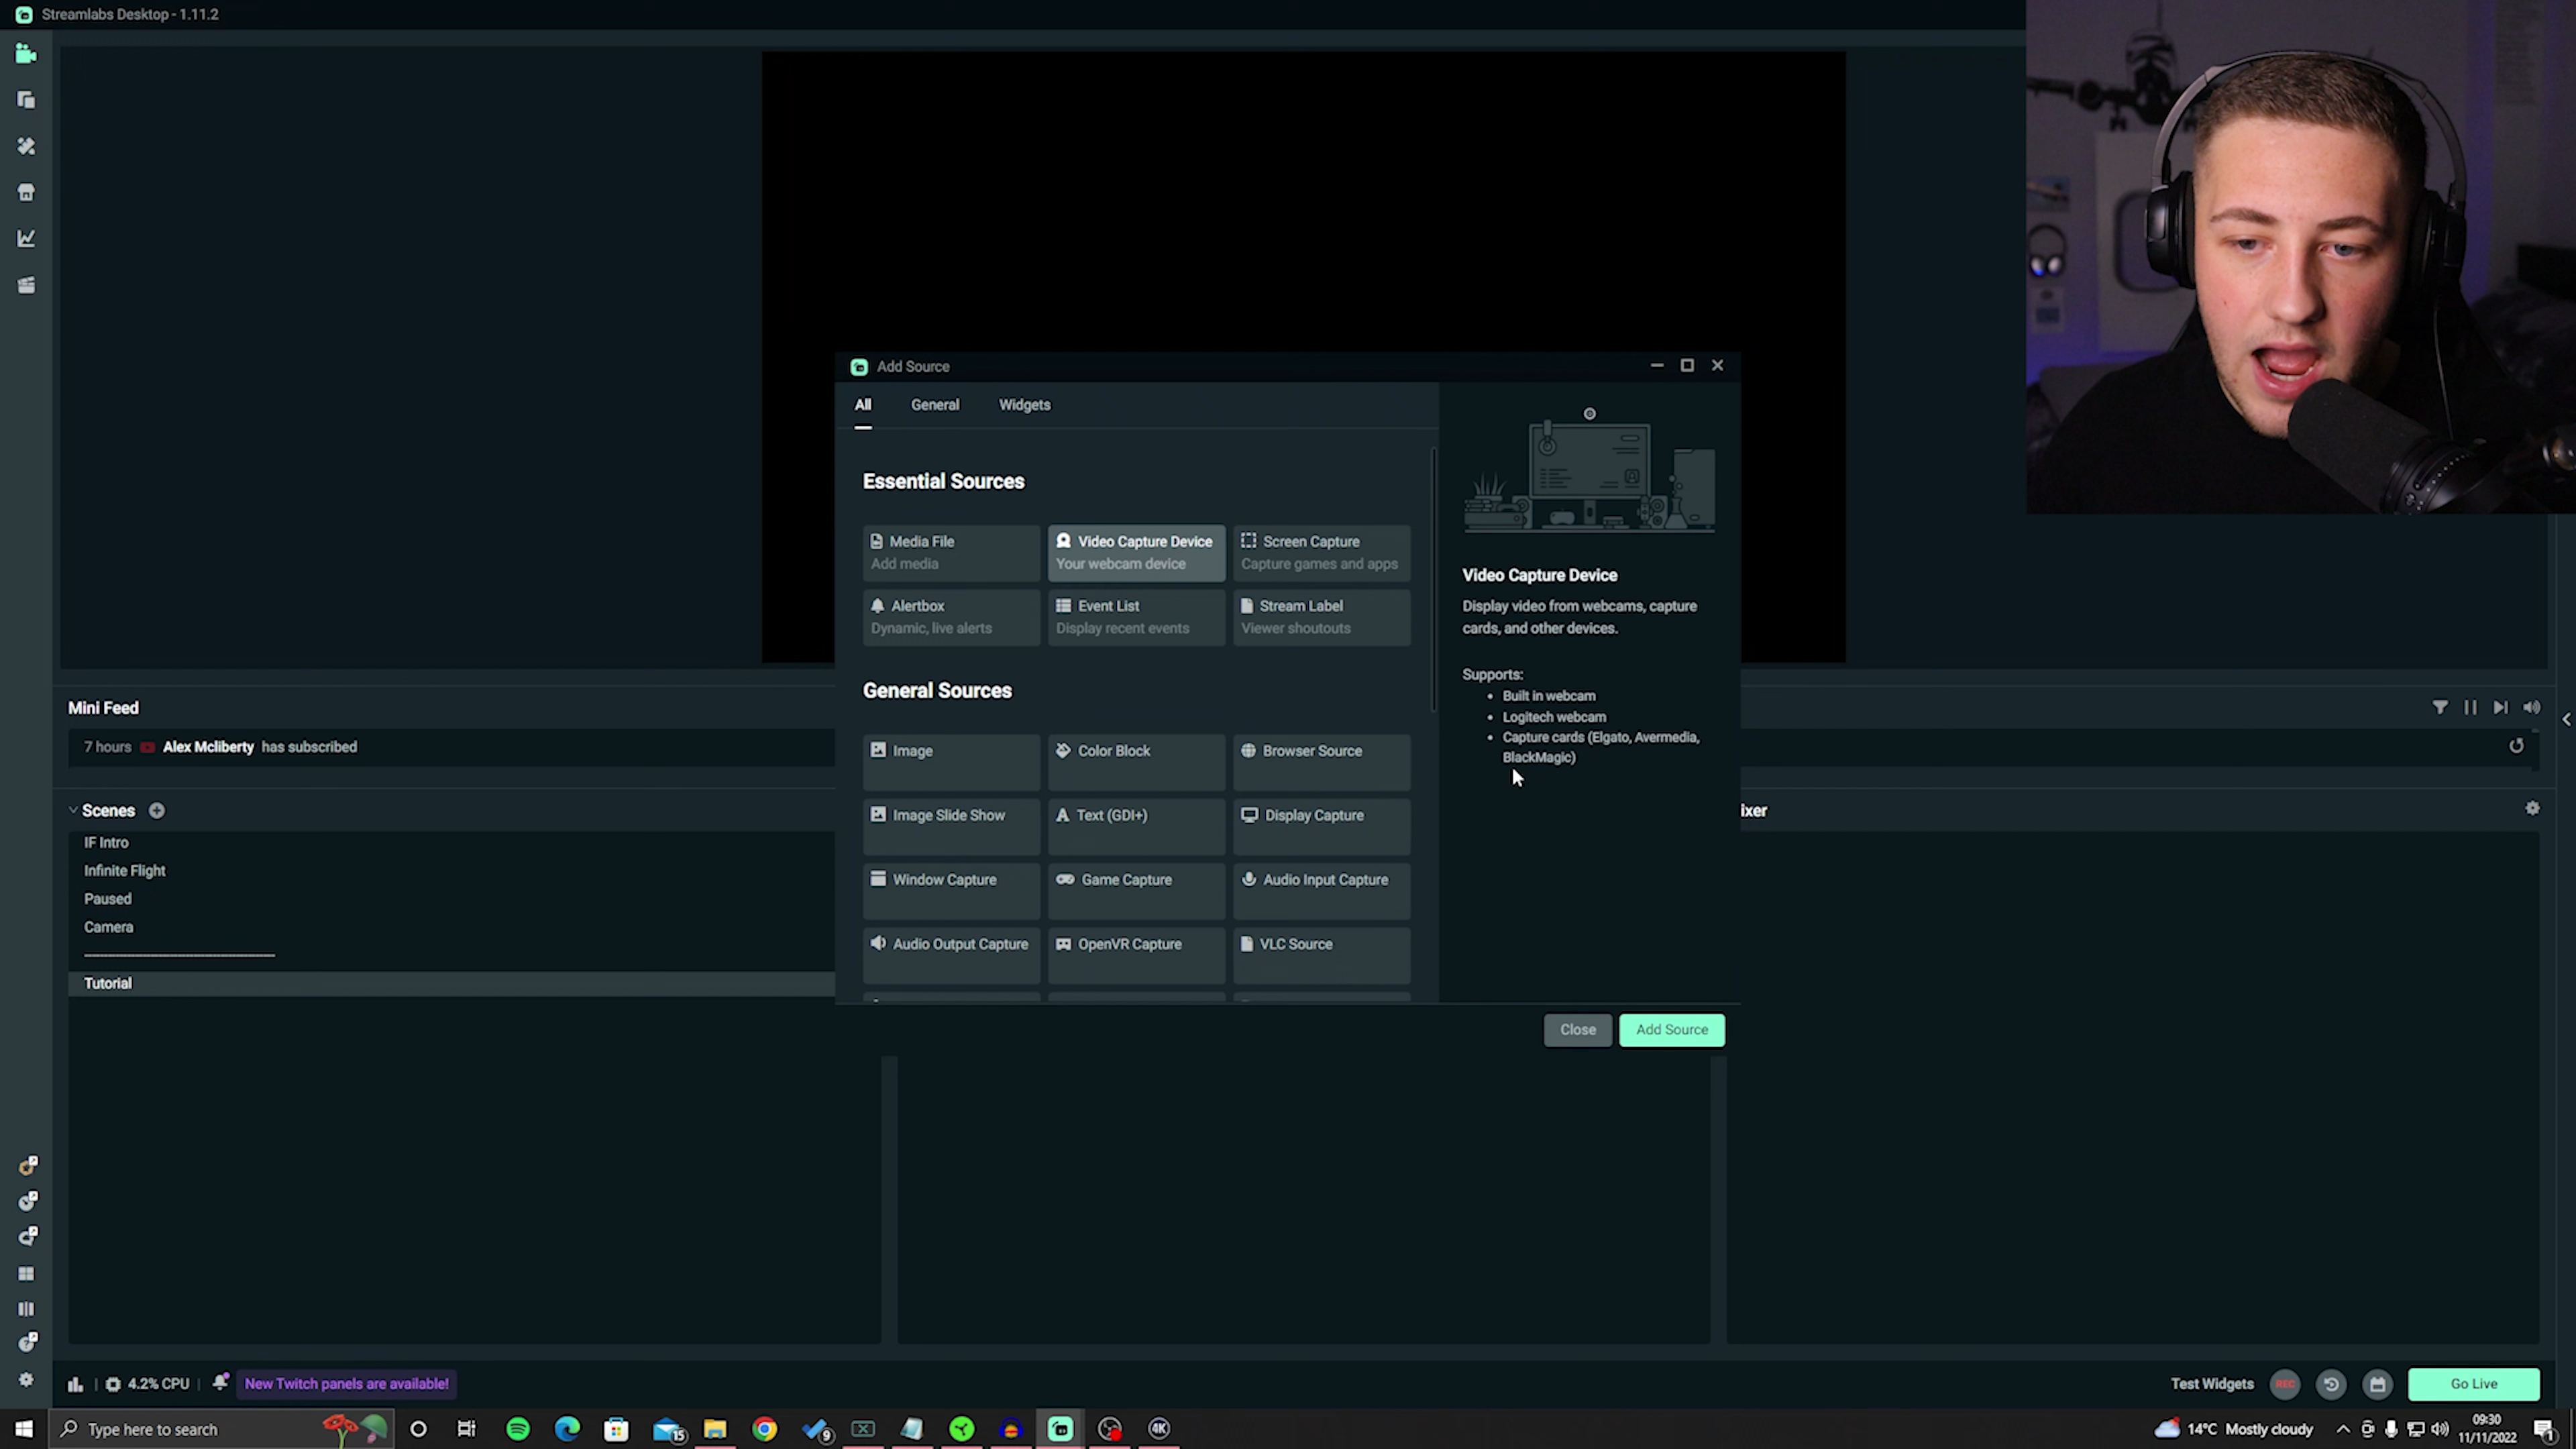 Streamlabs Desktop - 1.11.2
Add Source
All General Widgets
Essential Sources
Media File
Add media
Video Capture Device
Your webcam device
Screen Capture
Capture games and apps
Alertbox
Dynamic, live alerts
Event List
Display recent events
Stream Label
Viewer shoutouts
General Sources
Image
Color Block
Browser Source
Image Slide Show
Text (GDI+)
Display Capture
Window Capture
Game Capture
Audio Input Capture
Audio Output Capture
OpenVR Capture
VLC Source
Video Capture Device
Display video from webcams, capture
cards, and other devices.
Supports:
• Built in webcam
• Logitech webcam
• Capture cards (Elgato, Avermedia,
BlackMagic)
Close Add Source
Mini Feed
7 hours Alex Mcliberty has subscribed
Scenes
IF Intro
Infinite Flight
Paused
Camera
Tutorial
ixer
4.2% CPU New Twitch panels are available!
Test Widgets REC Go Live
Type here to search
15
9
4K
14°C Mostly cloudy
09:30
11/11/2022
1